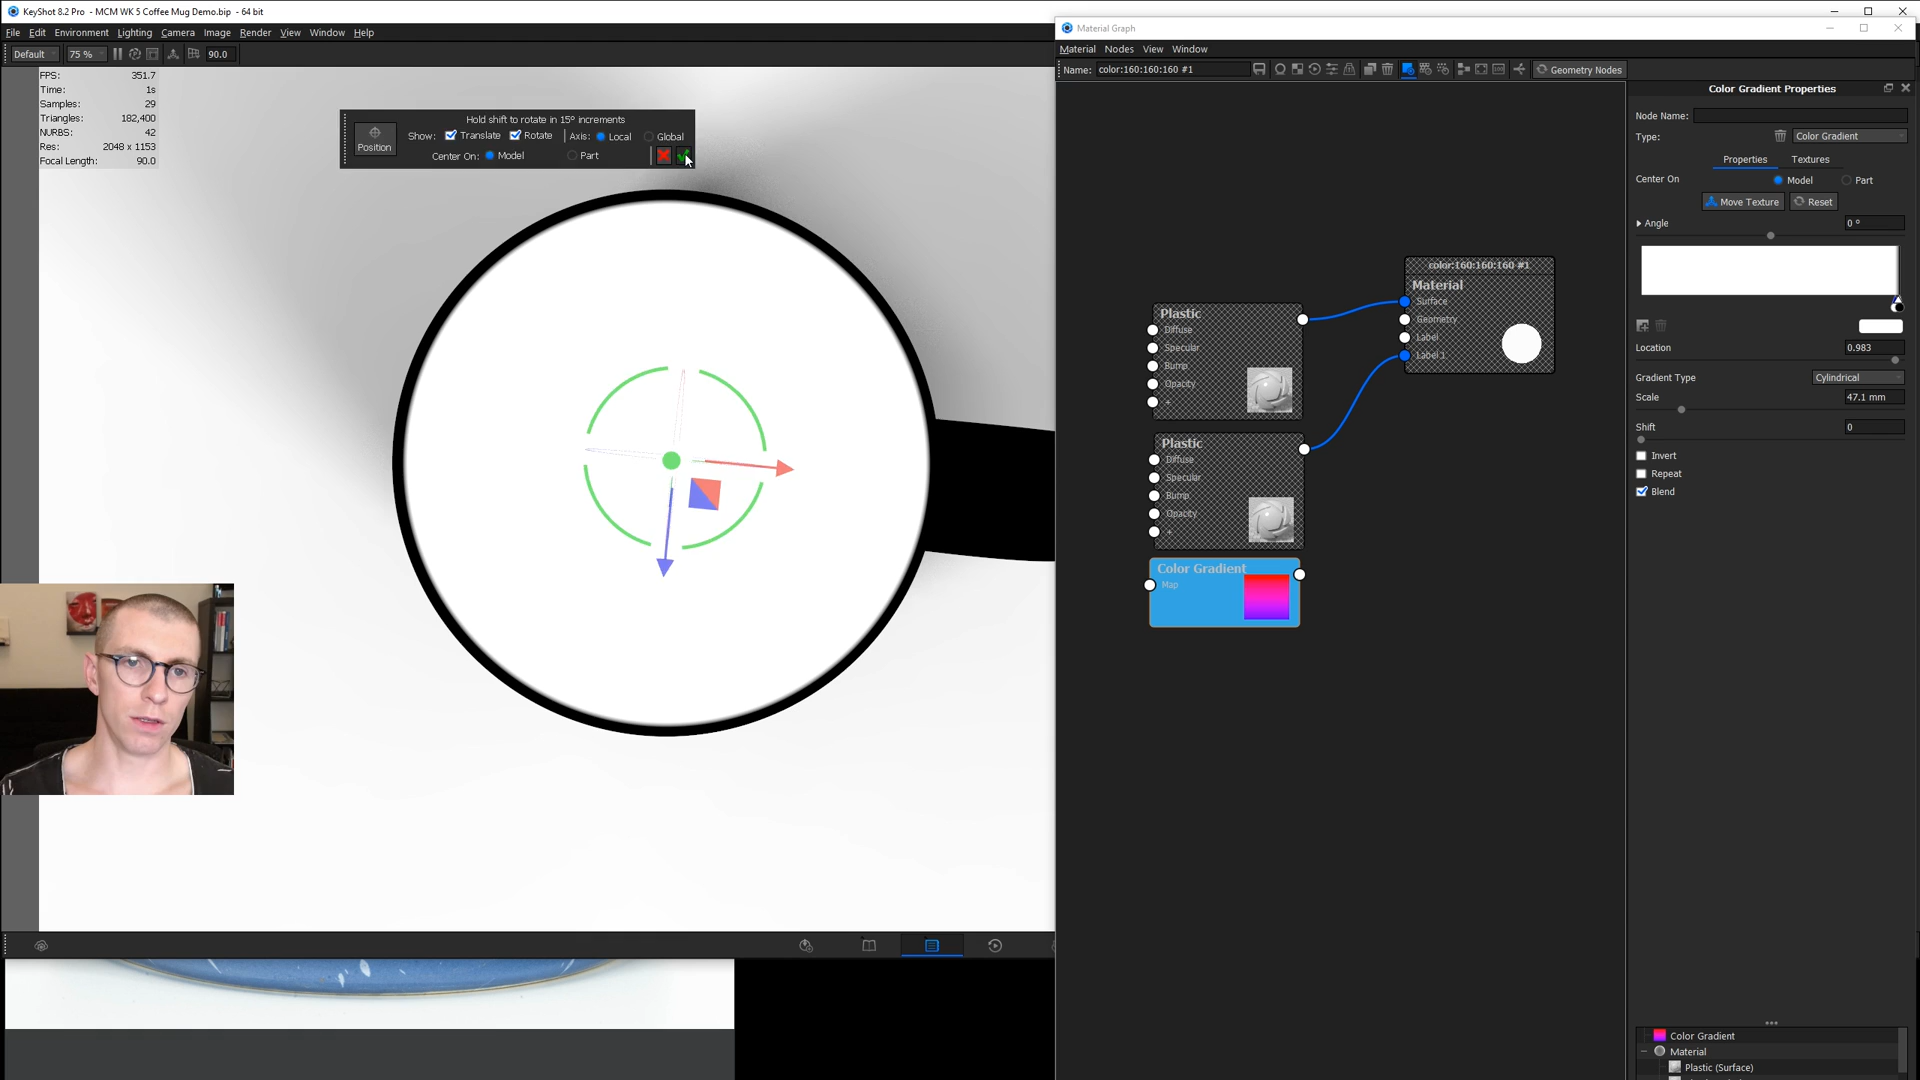 KeyShot 8.2 Pro - MCM WK 5 Coffee Mug Demo.bip - 64 bit
File Edit Environment Lighting Camera Image Render View Window Help
Default 75 % 90.0
FPS: 351.7
Time: 1s
Samples: 29
Triangles: 182,400
NURBS: 42
Res: 2048 x 1153
Focal Length: 90.0
Hold shift to rotate in 15° increments
Position
Show: Translate Rotate Axis: Local Global
Center On: Model Part
Material Graph
Material Nodes View Window
Name: color:160:160:160 #1
Geometry Nodes
color:160:160:160 #1
Material
Surface
Geometry
Label
Label 1
Plastic
Diffuse
Specular
Bump
Opacity
+
Plastic
Diffuse
Specular
Bump
Opacity
+
Color Gradient
Map
Color Gradient Properties
Node Name:
Type: Color Gradient
Properties Textures
Center On Model Part
Move Texture Reset
Angle 0 °
Location 0.983
Gradient Type Cylindrical
Scale 47.1 mm
Shift 0
Invert
Repeat
Blend
Color Gradient
Material
Plastic (Surface)